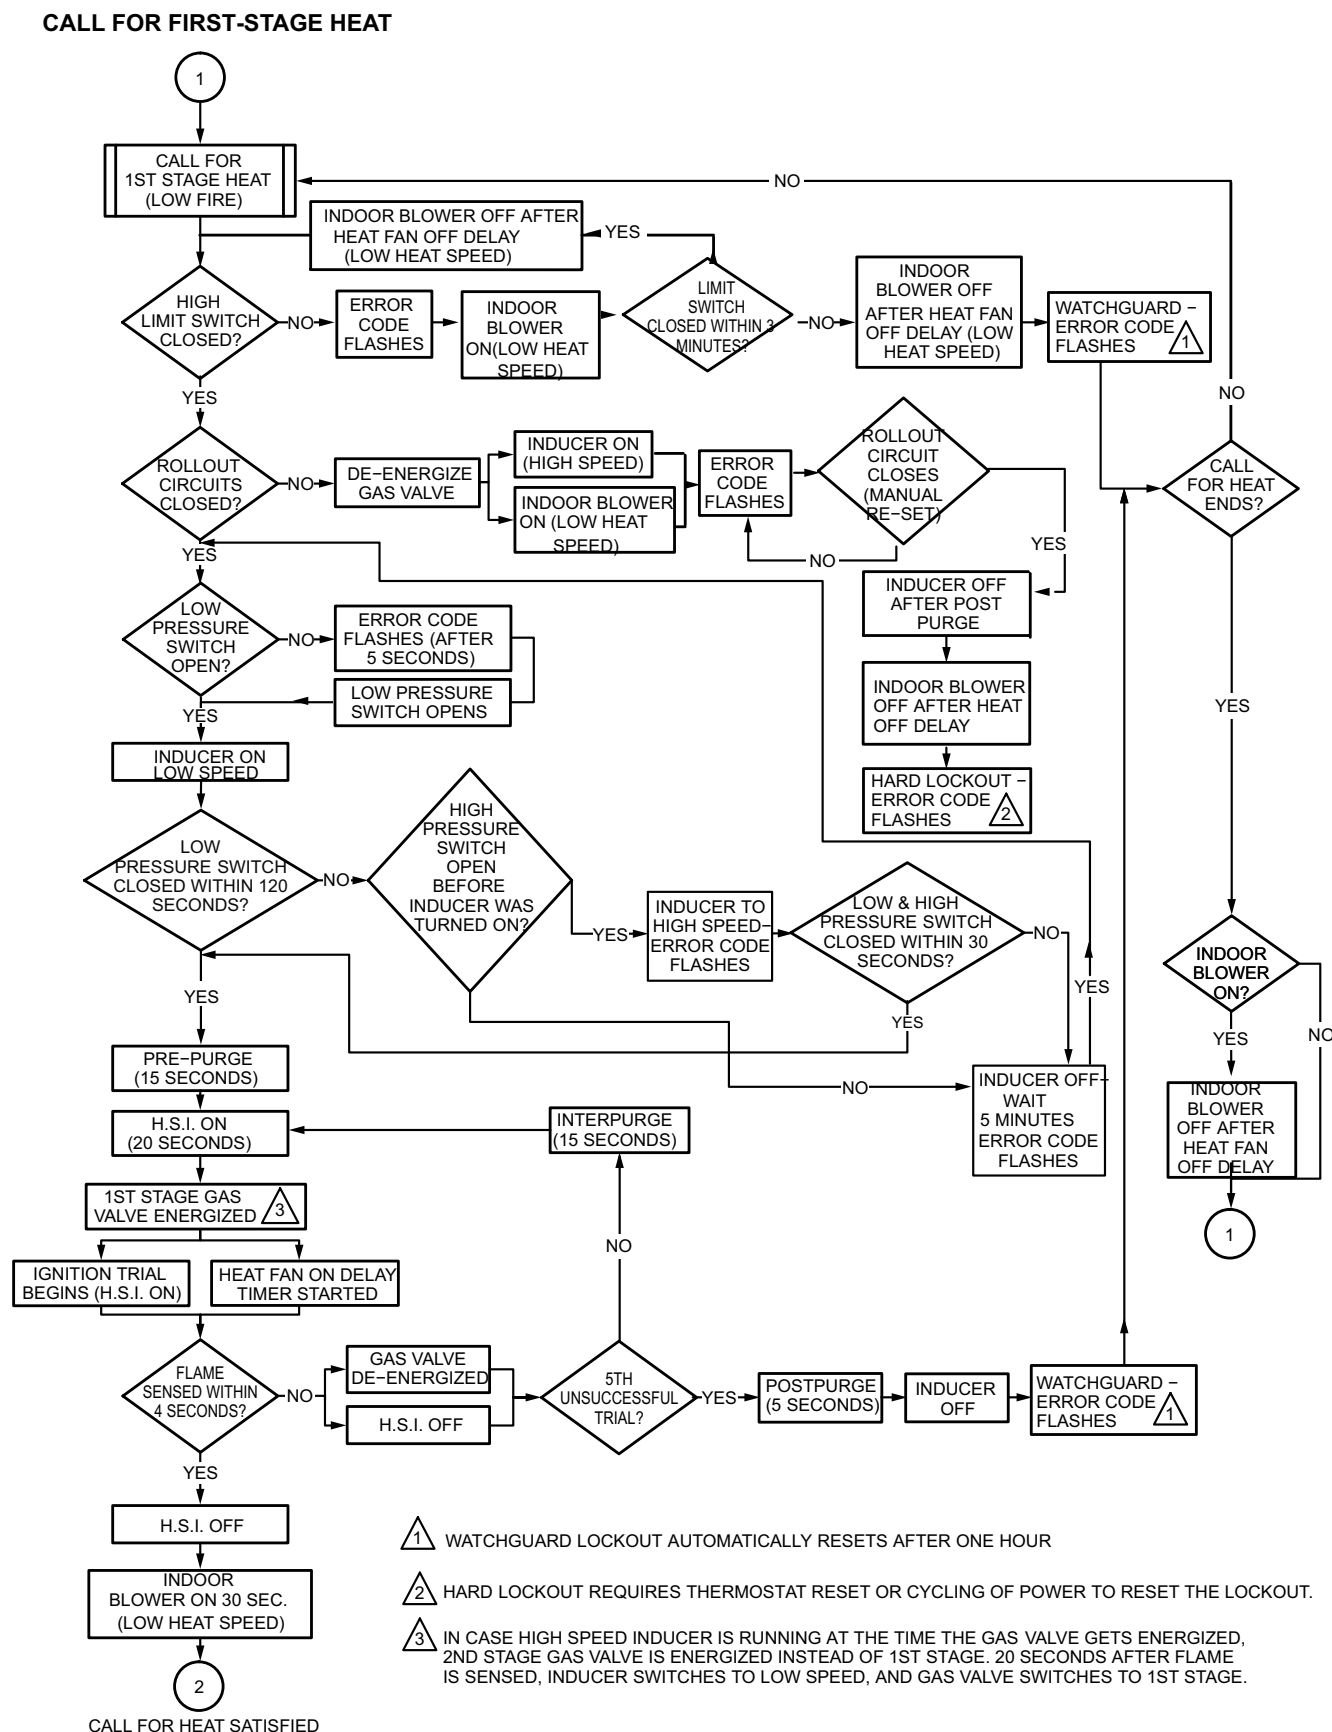 CALL FOR FIRST-STAGE HEAT
1
CALL FOR
1ST STAGE HEAT
(LOW FIRE)
NO
INDOOR BLOWER OFF AFTER
HEAT FAN OFF DELAY
(LOW HEAT SPEED)
YES
HIGH
LIMIT SWITCH
CLOSED?
NO
ERROR
CODE
FLASHES
INDOOR
BLOWER
ON(LOW HEAT
SPEED)
LIMIT
SWITCH
CLOSED WITHIN 3
MINUTES?
NO
INDOOR
BLOWER OFF
AFTER HEAT FAN
OFF DELAY (LOW
HEAT SPEED)
WATCHGUARD −
ERROR CODE
FLASHES
1
NO
YES
ROLLOUT
CIRCUITS
CLOSED?
NO
DE−ENERGIZE
GAS VALVE
INDUCER ON
(HIGH SPEED)
INDOOR BLOWER
ON (LOW HEAT
SPEED)
ERROR
CODE
FLASHES
ROLLOUT
CIRCUIT
CLOSES
(MANUAL
RE−SET)
NO
YES
CALL
FOR HEAT
ENDS?
YES
INDUCER OFF
AFTER POST
PURGE
INDOOR BLOWER
OFF AFTER HEAT
OFF DELAY
HARD LOCKOUT −
ERROR CODE
FLASHES
2
YES
LOW
PRESSURE
SWITCH
OPEN?
NO
ERROR CODE
FLASHES (AFTER
5 SECONDS)
LOW PRESSURE
SWITCH OPENS
YES
INDUCER ON
LOW SPEED
LOW
PRESSURE SWITCH
CLOSED WITHIN 120
SECONDS?
NO
HIGH
PRESSURE
SWITCH
OPEN
BEFORE
INDUCER WAS
TURNED ON?
YES
INDUCER TO
HIGH SPEED−
ERROR CODE
FLASHES
LOW & HIGH
PRESSURE SWITCH
CLOSED WITHIN 30
SECONDS?
NO
YES
YES
INDOOR
BLOWER
ON?
YES
NO
YES
PRE−PURGE
(15 SECONDS)
NO
INDUCER OFF−
WAIT
5 MINUTES
ERROR CODE
FLASHES
INDOOR
BLOWER
OFF AFTER
HEAT FAN
OFF DELAY
1
H.S.I. ON
(20 SECONDS)
INTERPURGE
(15 SECONDS)
1ST STAGE GAS
VALVE ENERGIZED
3
NO
IGNITION TRIAL
BEGINS (H.S.I. ON)
HEAT FAN ON DELAY
TIMER STARTED
FLAME
SENSED WITHIN
4 SECONDS?
NO
GAS VALVE
DE−ENERGIZED
H.S.I. OFF
5TH
UNSUCCESSFUL
TRIAL?
YES
POSTPURGE
(5 SECONDS)
INDUCER
OFF
WATCHGUARD −
ERROR CODE
FLASHES
1
YES
H.S.I. OFF
INDOOR
BLOWER ON 30 SEC.
(LOW HEAT SPEED)
2
CALL FOR HEAT SATISFIED
1 WATCHGUARD LOCKOUT AUTOMATICALLY RESETS AFTER ONE HOUR
2 HARD LOCKOUT REQUIRES THERMOSTAT RESET OR CYCLING OF POWER TO RESET THE LOCKOUT.
3 IN CASE HIGH SPEED INDUCER IS RUNNING AT THE TIME THE GAS VALVE GETS ENERGIZED,
2ND STAGE GAS VALVE IS ENERGIZED INSTEAD OF 1ST STAGE. 20 SECONDS AFTER FLAME
IS SENSED, INDUCER SWITCHES TO LOW SPEED, AND GAS VALVE SWITCHES TO 1ST STAGE.